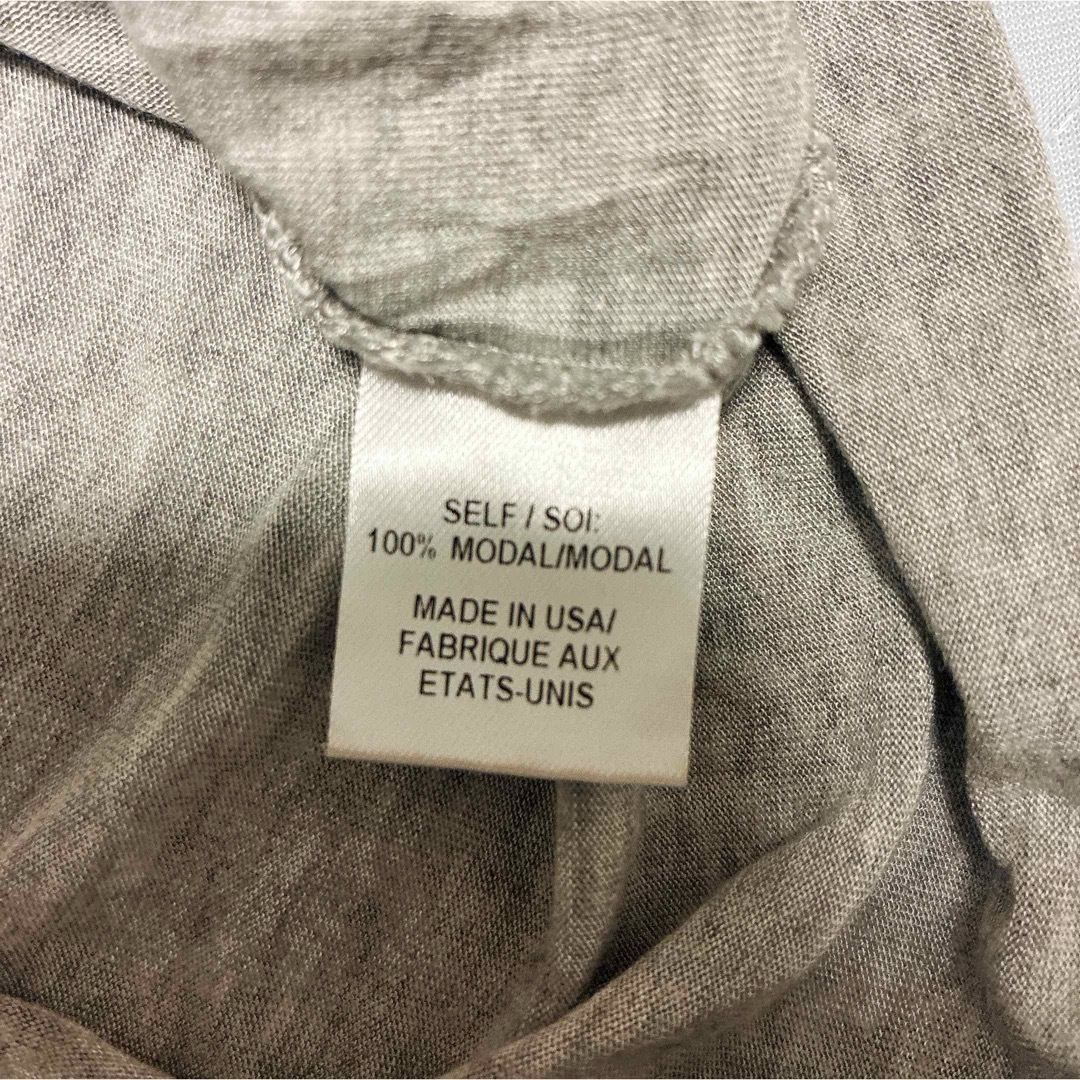 SELF / SOI:
100% MODAL/MODAL
MADE IN USA/
FABRIQUE AUX
ETATS-UNIS